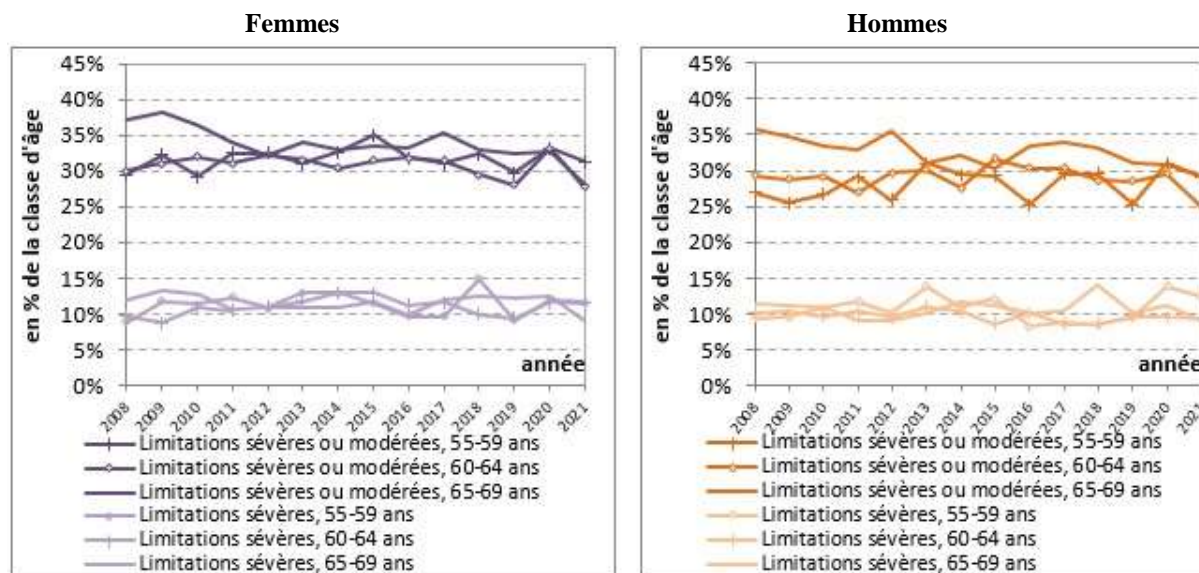 Femmes
45%
40%
35%
30%
25%
20%
15%
10%
5%
0%
en % de la classe d'âge
année
2008 2009 2010 2011 2012 2013 2014 2015 2016 2017 2018 2019 2020 2021
Limitations sévères ou modérées, 55-59 ans
Limitations sévères ou modérées, 60-64 ans
Limitations sévères ou modérées, 65-69 ans
Limitations sévères, 55-59 ans
Limitations sévères, 60-64 ans
Limitations sévères, 65-69 ans
Hommes
45%
40%
35%
30%
25%
20%
15%
10%
5%
0%
en % de la classe d'âge
année
2008 2009 2010 2011 2012 2013 2014 2015 2016 2017 2018 2019 2020 2021
Limitations sévères ou modérées, 55-59 ans
Limitations sévères ou modérées, 60-64 ans
Limitations sévères ou modérées, 65-69 ans
Limitations sévères, 55-59 ans
Limitations sévères, 60-64 ans
Limitations sévères, 65-69 ans